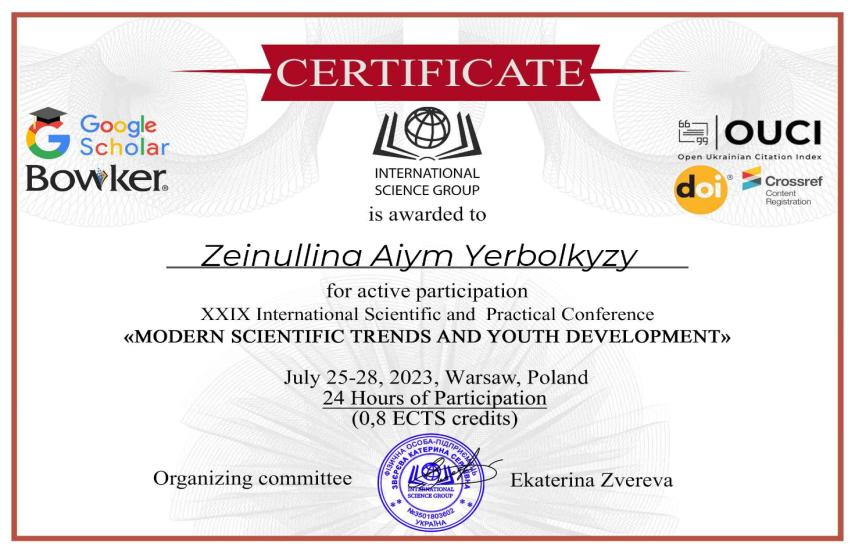 CERTIFICATE
Google
Scholar
Bowker®
INTERNATIONAL
SCIENCE GROUP
66
99
OUCI
Open Ukrainian Citation Index
doi®
Crossref
Content
Registration
is awarded to
Zeinullina Aiym Yerbolkyzy
for active participation
XXIX International Scientific and Practical Conference
«MODERN SCIENTIFIC TRENDS AND YOUTH DEVELOPMENT»
July 25-28, 2023, Warsaw, Poland
24 Hours of Participation
(0,8 ECTS credits)
Organizing committee
ФІЗИЧНА ОСОБА-ПІДПРИЄМЕЦЬ
ЗВЄРЄВА КАТЕРИНА
INTERNATIONAL
SCIENCE GROUP
№3501803602
УКРАЇНА
Ekaterina Zvereva